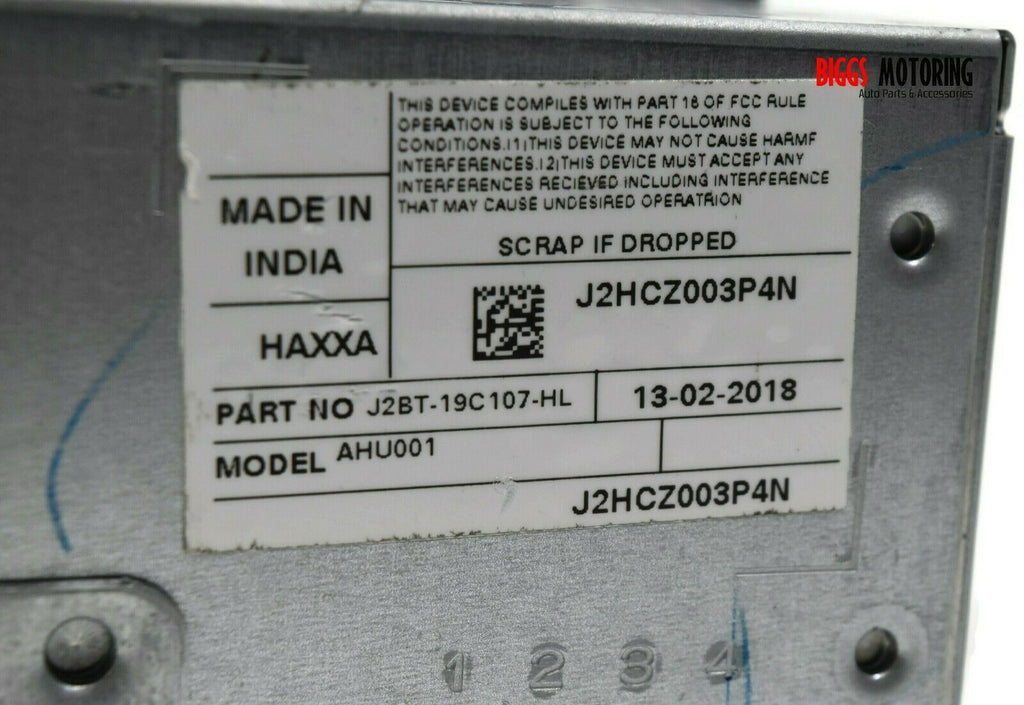 BIGGS MOTORING
Auto Parts & Accessories
THIS DEVICE COMPILES WITH PART 18 OF FCC RULE
OPERATION IS SUBJECT TO THE FOLLOWING
CONDITIONS.(1)THIS DEVICE MAY NOT CAUSE HARMF
INTERFERENCES.(2)THIS DEVICE MUST ACCEPT ANY
INTERFERENCES RECIEVED INCLUDING INTERFERENCE
THAT MAY CAUSE UNDESIRED OPERATRION
SCRAP IF DROPPED
MADE IN
INDIA
HAXXA
J2HCZ003P4N
PART NO J2BT-19C107-HL
13-02-2018
MODEL AHU001
J2HCZ003P4N
1 2 3 4